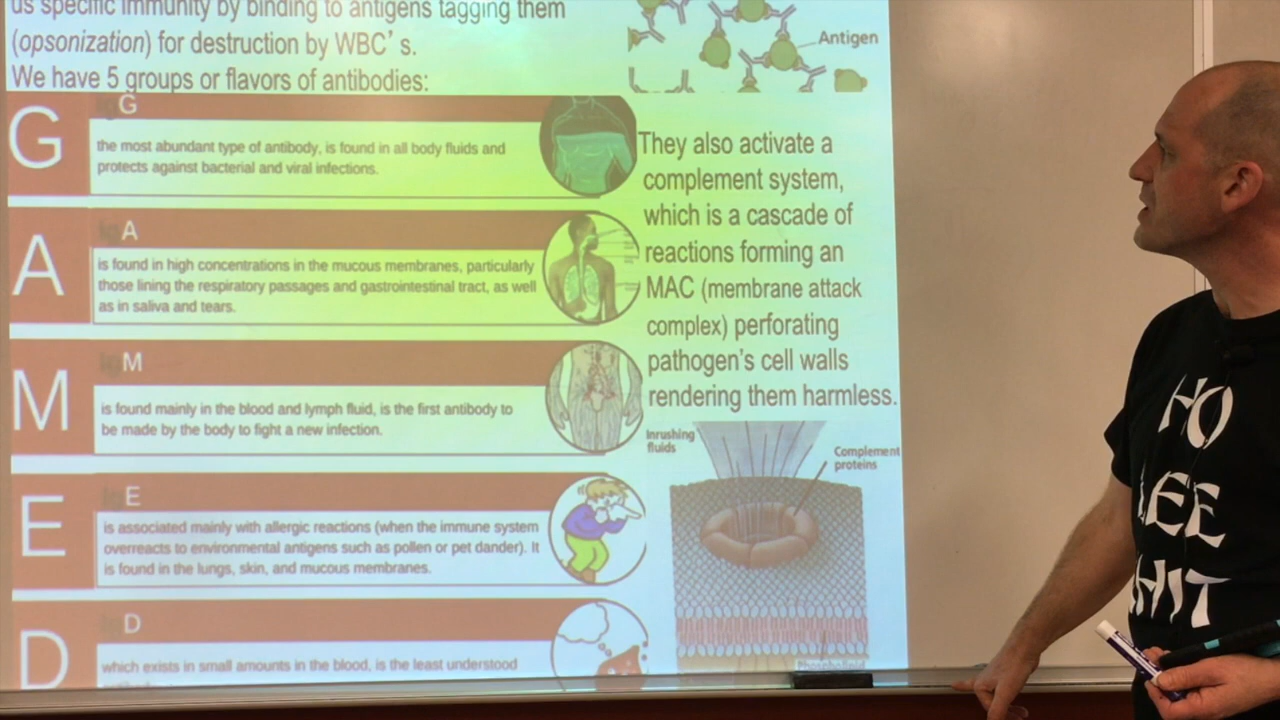 us specific immunity by binding to antigens tagging them
(opsonization) for destruction by WBC's.
We have 5 groups or flavors of antibodies:
Antigen
G
IgG
the most abundant type of antibody, is found in all body fluids and
protects against bacterial and viral infections.
A
IgA
is found in high concentrations in the mucous membranes, particularly
those lining the respiratory passages and gastrointestinal tract, as well
as in saliva and tears.
M
IgM
is found mainly in the blood and lymph fluid, is the first antibody to
be made by the body to fight a new infection.
E
IgE
is associated mainly with allergic reactions (when the immune system
overreacts to environmental antigens such as pollen or pet dander). It
is found in the lungs, skin, and mucous membranes.
D
IgD
which exists in small amounts in the blood, is the least understood
They also activate a
complement system,
which is a cascade of
reactions forming an
MAC (membrane attack
complex) perforating
pathogen's cell walls
rendering them harmless.
Inrushing
fluids
Complement
proteins
Phospholipid
HO
LEE
SHIT